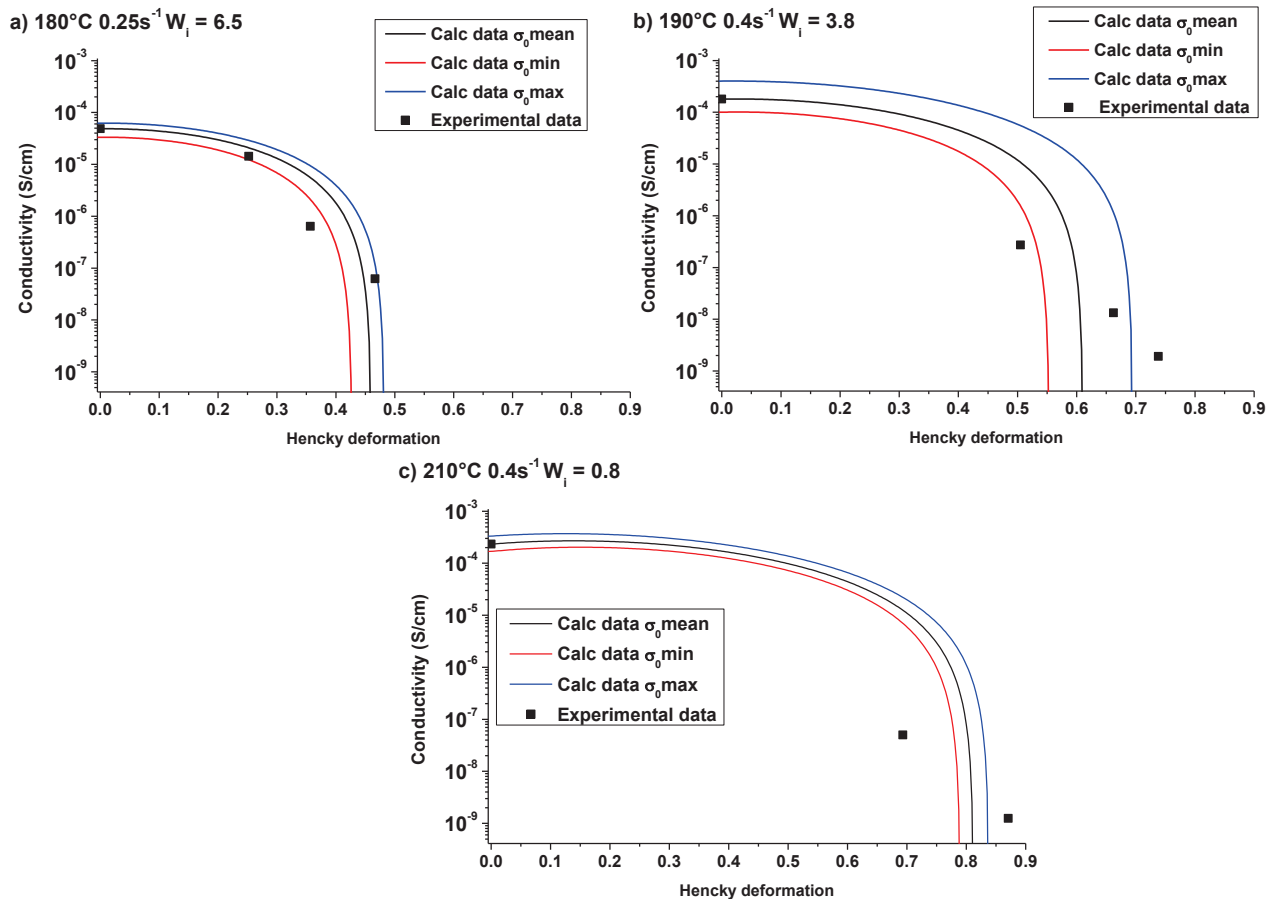 a) 180°C 0.25s⁻¹ Wᵢ = 6.5
Calc data σ₀mean
Calc data σ₀min
Calc data σ₀max
Experimental data
10⁻³
10⁻⁴
10⁻⁵
10⁻⁶
10⁻⁷
10⁻⁸
10⁻⁹
Conductivity (S/cm)
0.0 0.1 0.2 0.3 0.4 0.5 0.6 0.7 0.8 0.9
Hencky deformation
b) 190°C 0.4s⁻¹ Wᵢ = 3.8
Calc data σ₀mean
Calc data σ₀min
Calc data σ₀max
Experimental data
10⁻³
10⁻⁴
10⁻⁵
10⁻⁶
10⁻⁷
10⁻⁸
10⁻⁹
Conductivity (S/cm)
0.0 0.1 0.2 0.3 0.4 0.5 0.6 0.7 0.8 0.9
Hencky deformation
c) 210°C 0.4s⁻¹ Wᵢ = 0.8
10⁻³
10⁻⁴
10⁻⁵
10⁻⁶
10⁻⁷
10⁻⁸
10⁻⁹
Conductivity (S/cm)
Calc data σ₀mean
Calc data σ₀min
Calc data σ₀max
Experimental data
0.0 0.1 0.2 0.3 0.4 0.5 0.6 0.7 0.8 0.9
Hencky deformation